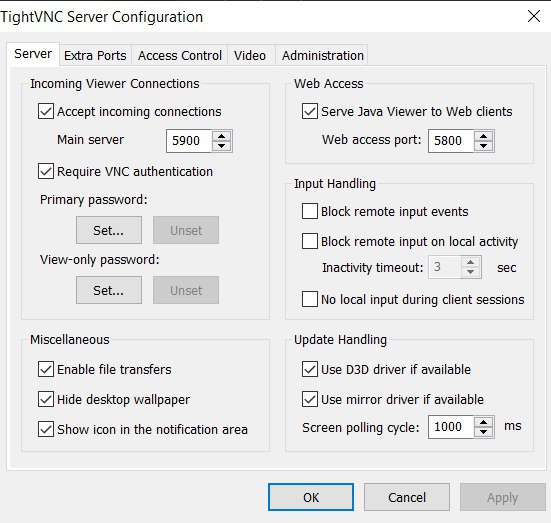 TightVNC Server Configuration
Server Extra Ports Access Control Video Administration
Incoming Viewer Connections
Accept incoming connections
Main server 5900
Require VNC authentication
Primary password:
Set... Unset
View-only password:
Set... Unset
Miscellaneous
Enable file transfers
Hide desktop wallpaper
Show icon in the notification area
Web Access
Serve Java Viewer to Web clients
Web access port: 5800
Input Handling
Block remote input events
Block remote input on local activity
Inactivity timeout: 3 sec
No local input during client sessions
Update Handling
Use D3D driver if available
Use mirror driver if available
Screen polling cycle: 1000 ms
OK Cancel Apply